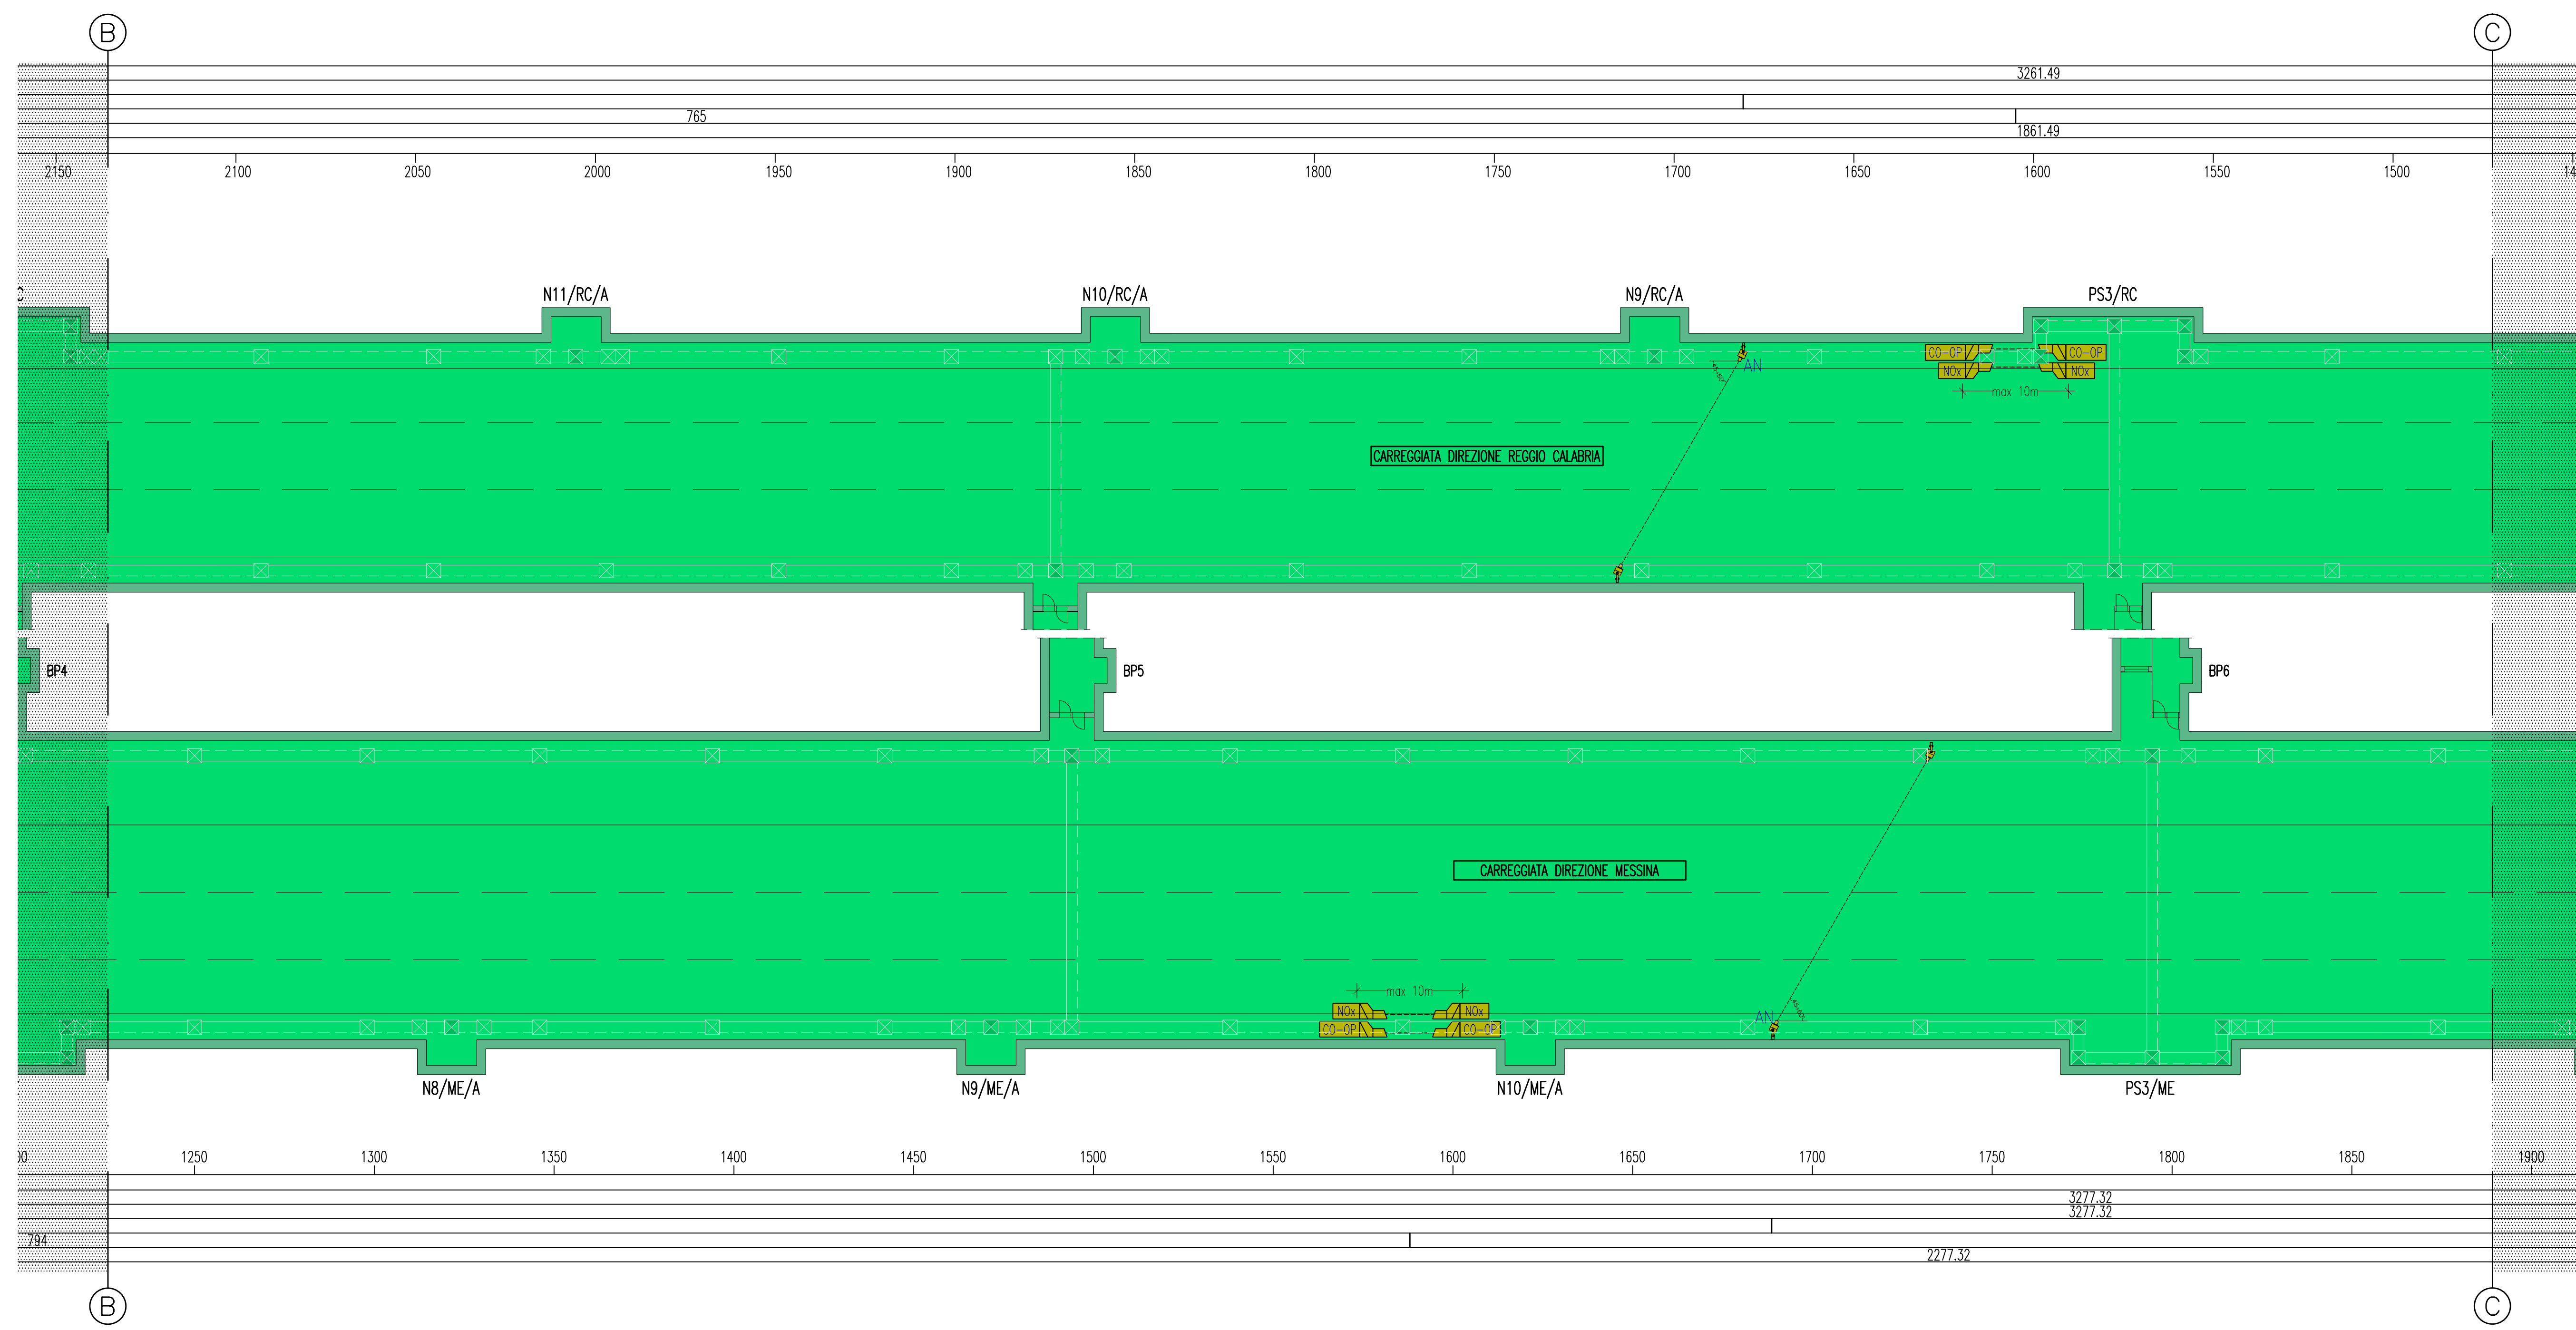 B
C
3261.49
765
1861.49
2150 2100 2050 2000 1950 1900 1850 1800 1750 1700 1650 1600 1550 1500
N11/RC/A
N10/RC/A
N9/RC/A
PS3/RC
CO-OP
CO-OP
NOx
NOx
max 10m
AN
45÷60°
CARREGGIATA DIREZIONE REGGIO CALABRIA
BP4
BP5
BP6
CARREGGIATA DIREZIONE MESSINA
max 10m
NOx
NOx
CO-OP
CO-OP
AN
45÷60°
N8/ME/A
N9/ME/A
N10/ME/A
PS3/ME
1250 1300 1350 1400 1450 1500 1550 1600 1650 1700 1750 1800 1850 1900
3277.32
3277.32
794
2277.32
B
C